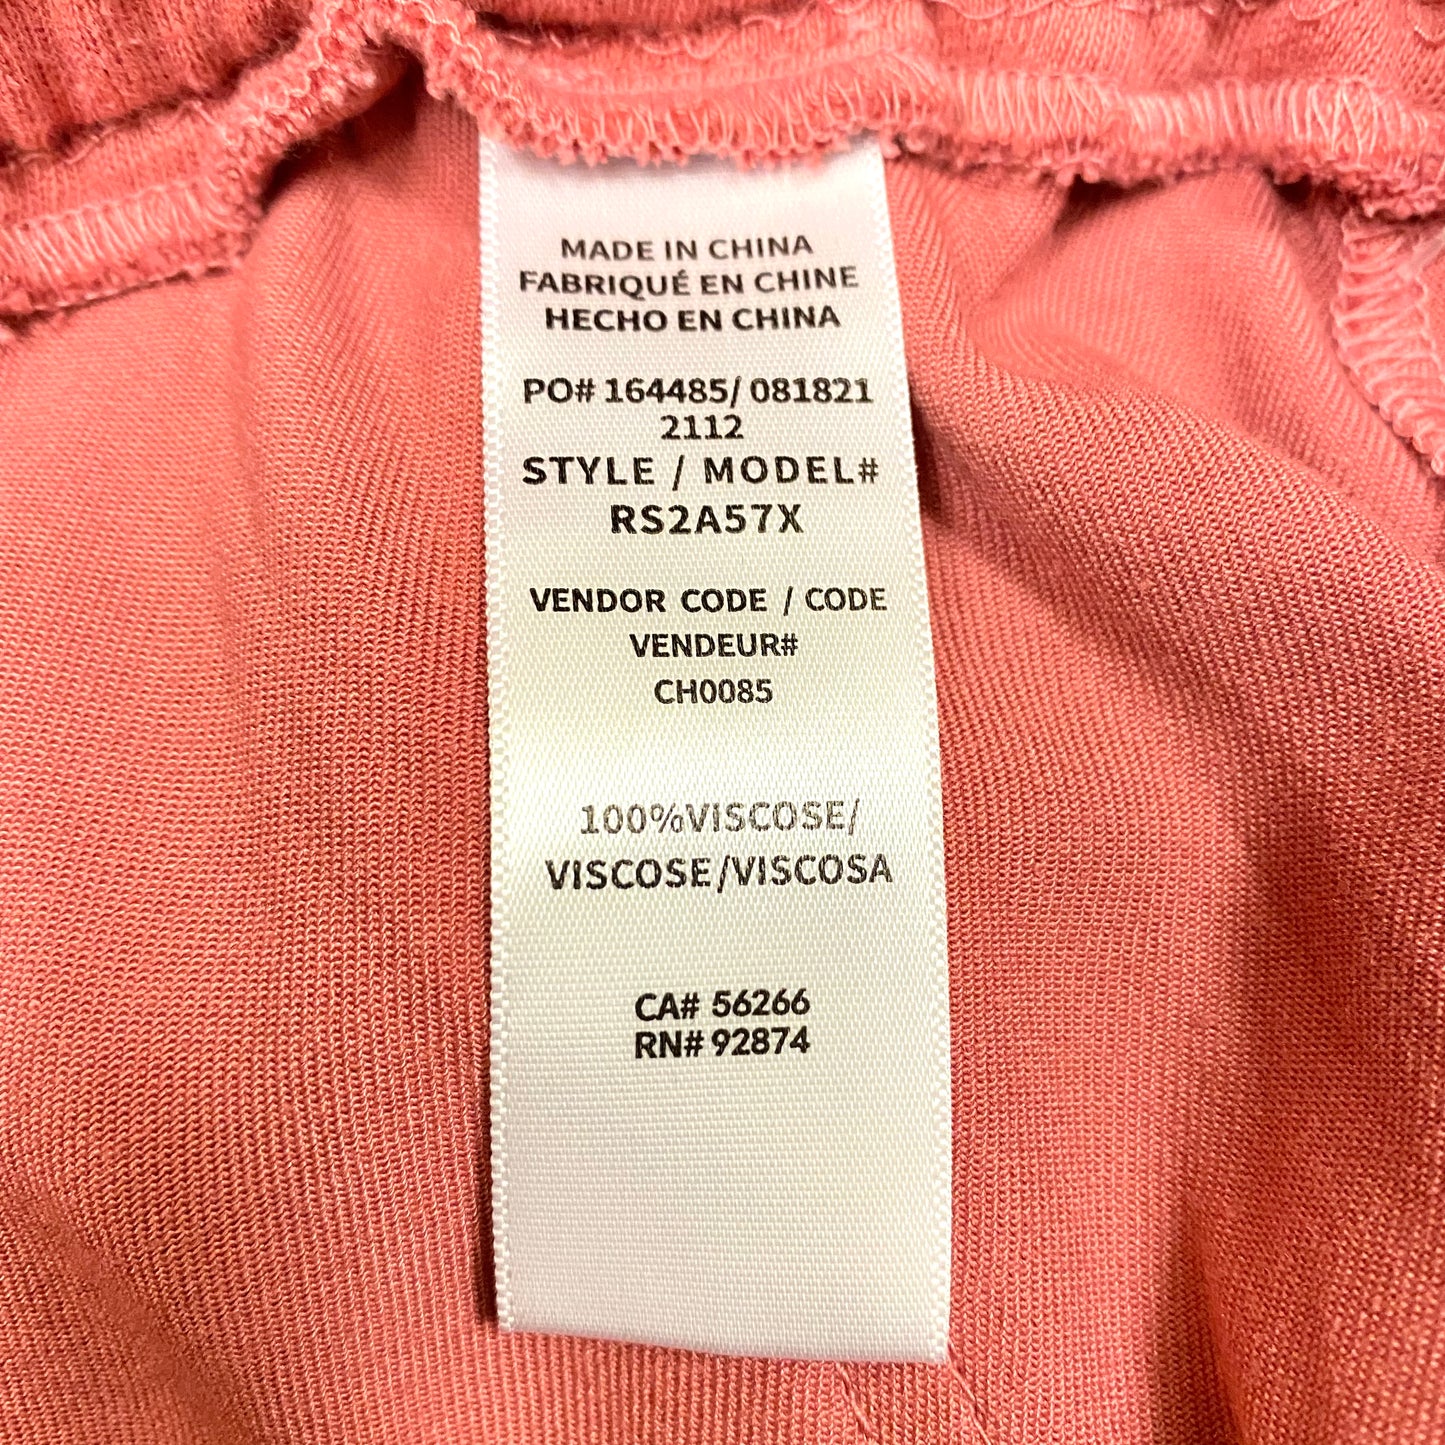 MADE IN CHINA
FABRIQUÉ EN CHINE
HECHO EN CHINA
PO# 164485/ 081821
2112
STYLE / MODEL#
RS2A57X
VENDOR CODE / CODE
VENDEUR#
CH0085
100%VISCOSE/
VISCOSE/VISCOSA
CA# 56266
RN# 92874